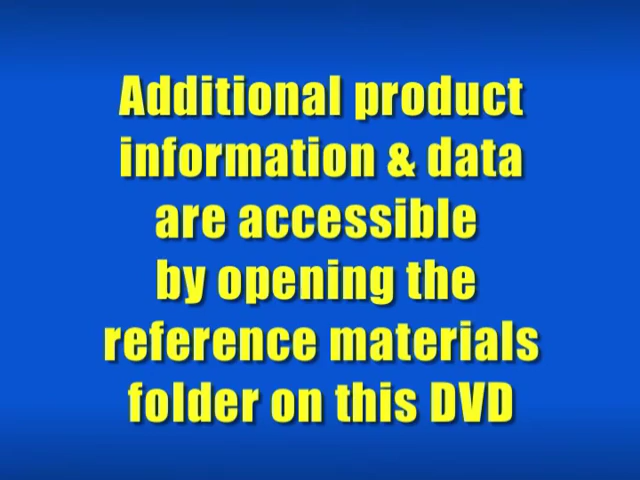 Additional product
information & data
are accessible
by opening the
reference materials
folder on this DVD